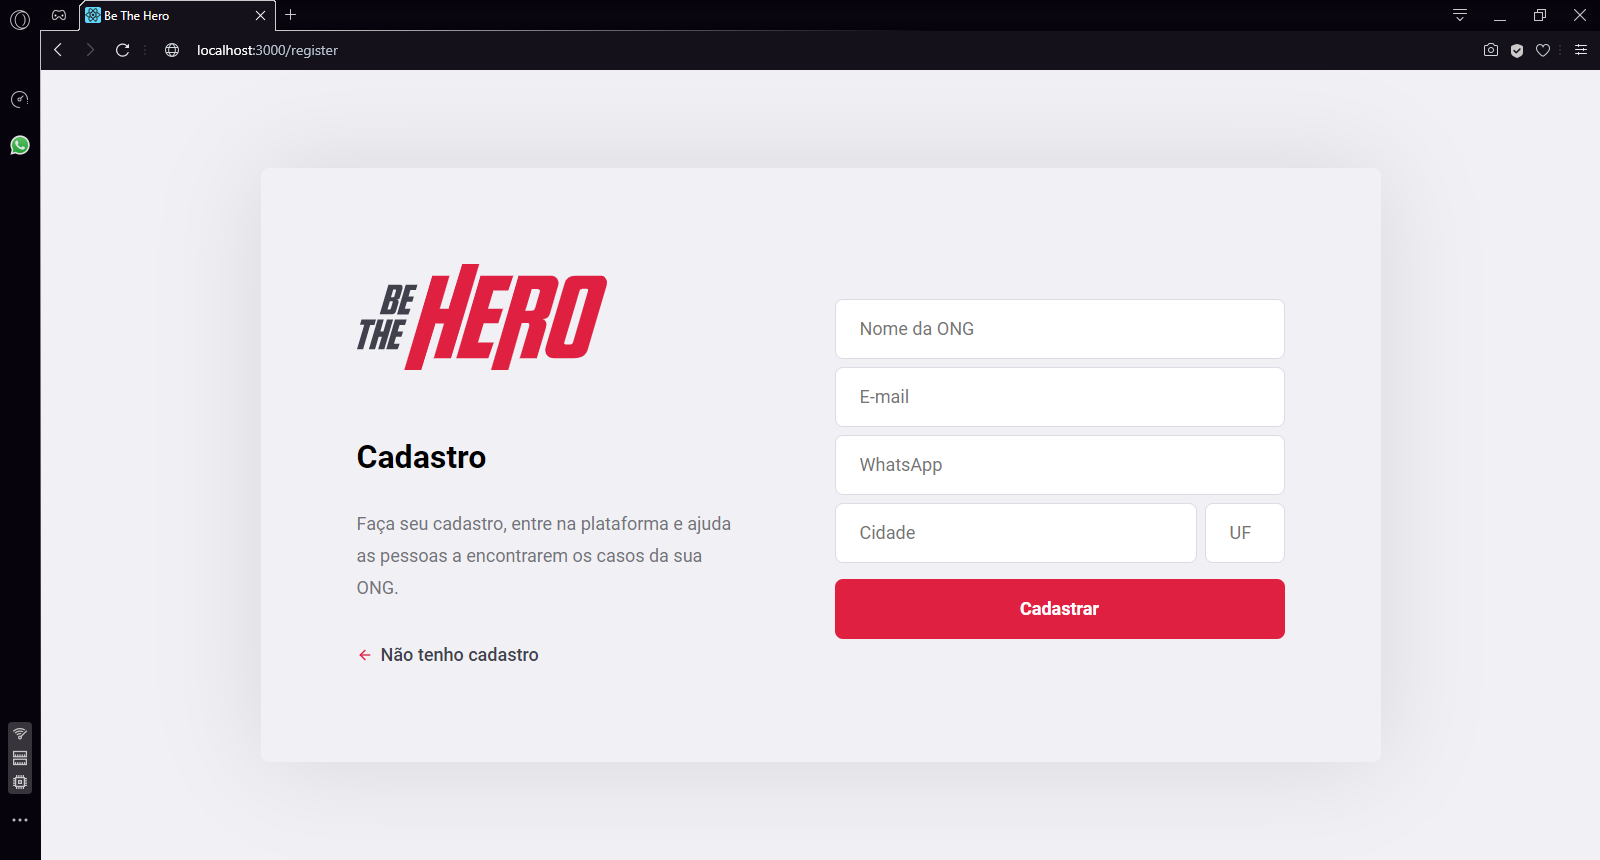 Be The Hero
localhost:3000/register
BE
THE
HERO
Cadastro
Faça seu cadastro, entre na plataforma e ajuda
as pessoas a encontrarem os casos da sua
ONG.
Não tenho cadastro
Nome da ONG
E-mail
WhatsApp
Cidade
UF
Cadastrar